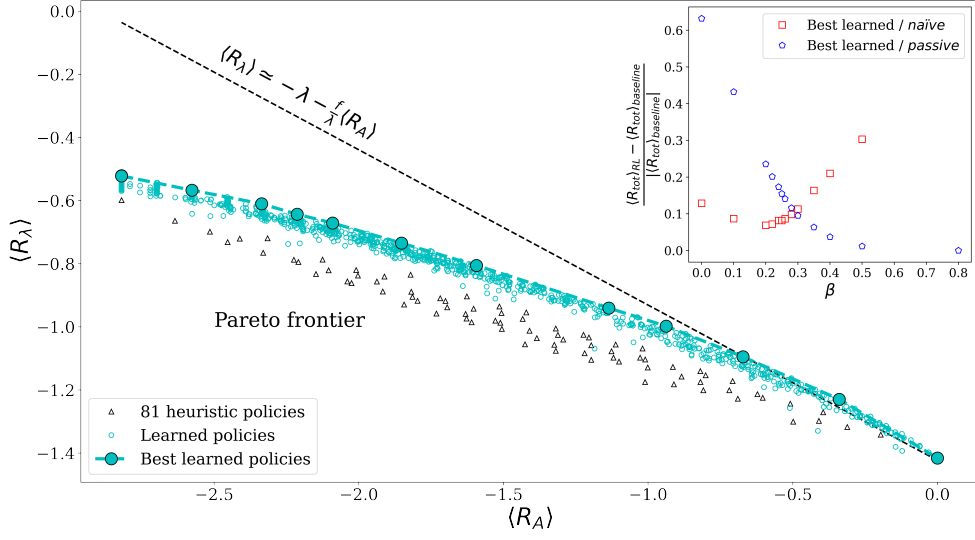 0.0
−0.2
−0.4
−0.6
−0.8
−1.0
−1.2
−1.4
⟨R_λ⟩
−2.5
−2.0
−1.5
−1.0
−0.5
0.0
⟨R_A⟩
⟨R_λ⟩ ≃ − λ − f/λ ⟨R_A⟩
Pareto frontier
81 heuristic policies
Learned policies
Best learned policies
Best learned / naïve
Best learned / passive
0.6
0.5
0.4
0.3
0.2
0.1
0.0
⟨R_tot⟩_RL − ⟨R_tot⟩_baseline
|⟨R_tot⟩_baseline|
0.0
0.1
0.2
0.3
0.4
0.5
0.6
0.7
0.8
β